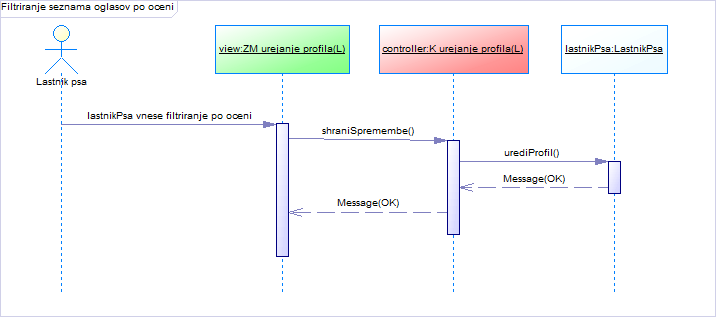 Filtriranje seznama oglasov po oceni
Lastnik psa
view:ZM urejanje profila(L)
controller:K urejanje profila(L)
lastnikPsa:LastnikPsa
lastnikPsa vnese filtriranje po oceni
shraniSpremembe()
urediProfil()
Message(OK)
Message(OK)